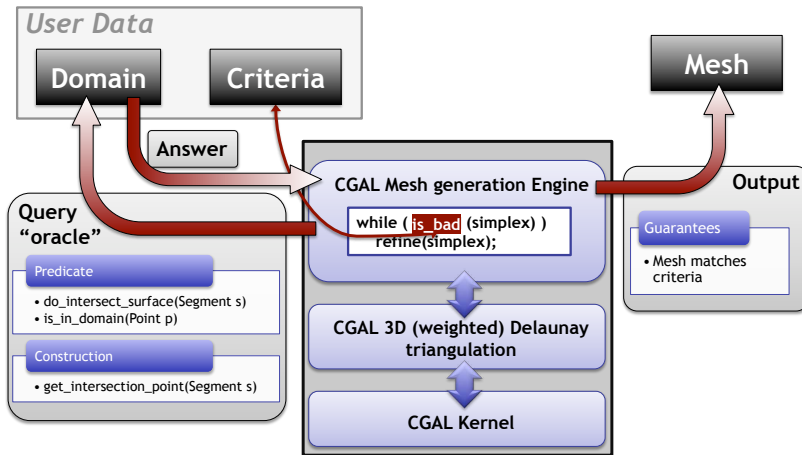 User Data
Domain
Criteria
Mesh
Answer
CGAL Mesh generation Engine
while ( is_bad (simplex) )
refine(simplex);
CGAL 3D (weighted) Delaunay
triangulation
CGAL Kernel
Query
“oracle”
Predicate
• do_intersect_surface(Segment s)
• is_in_domain(Point p)
Construction
• get_intersection_point(Segment s)
Output
Guarantees
• Mesh matches
criteria